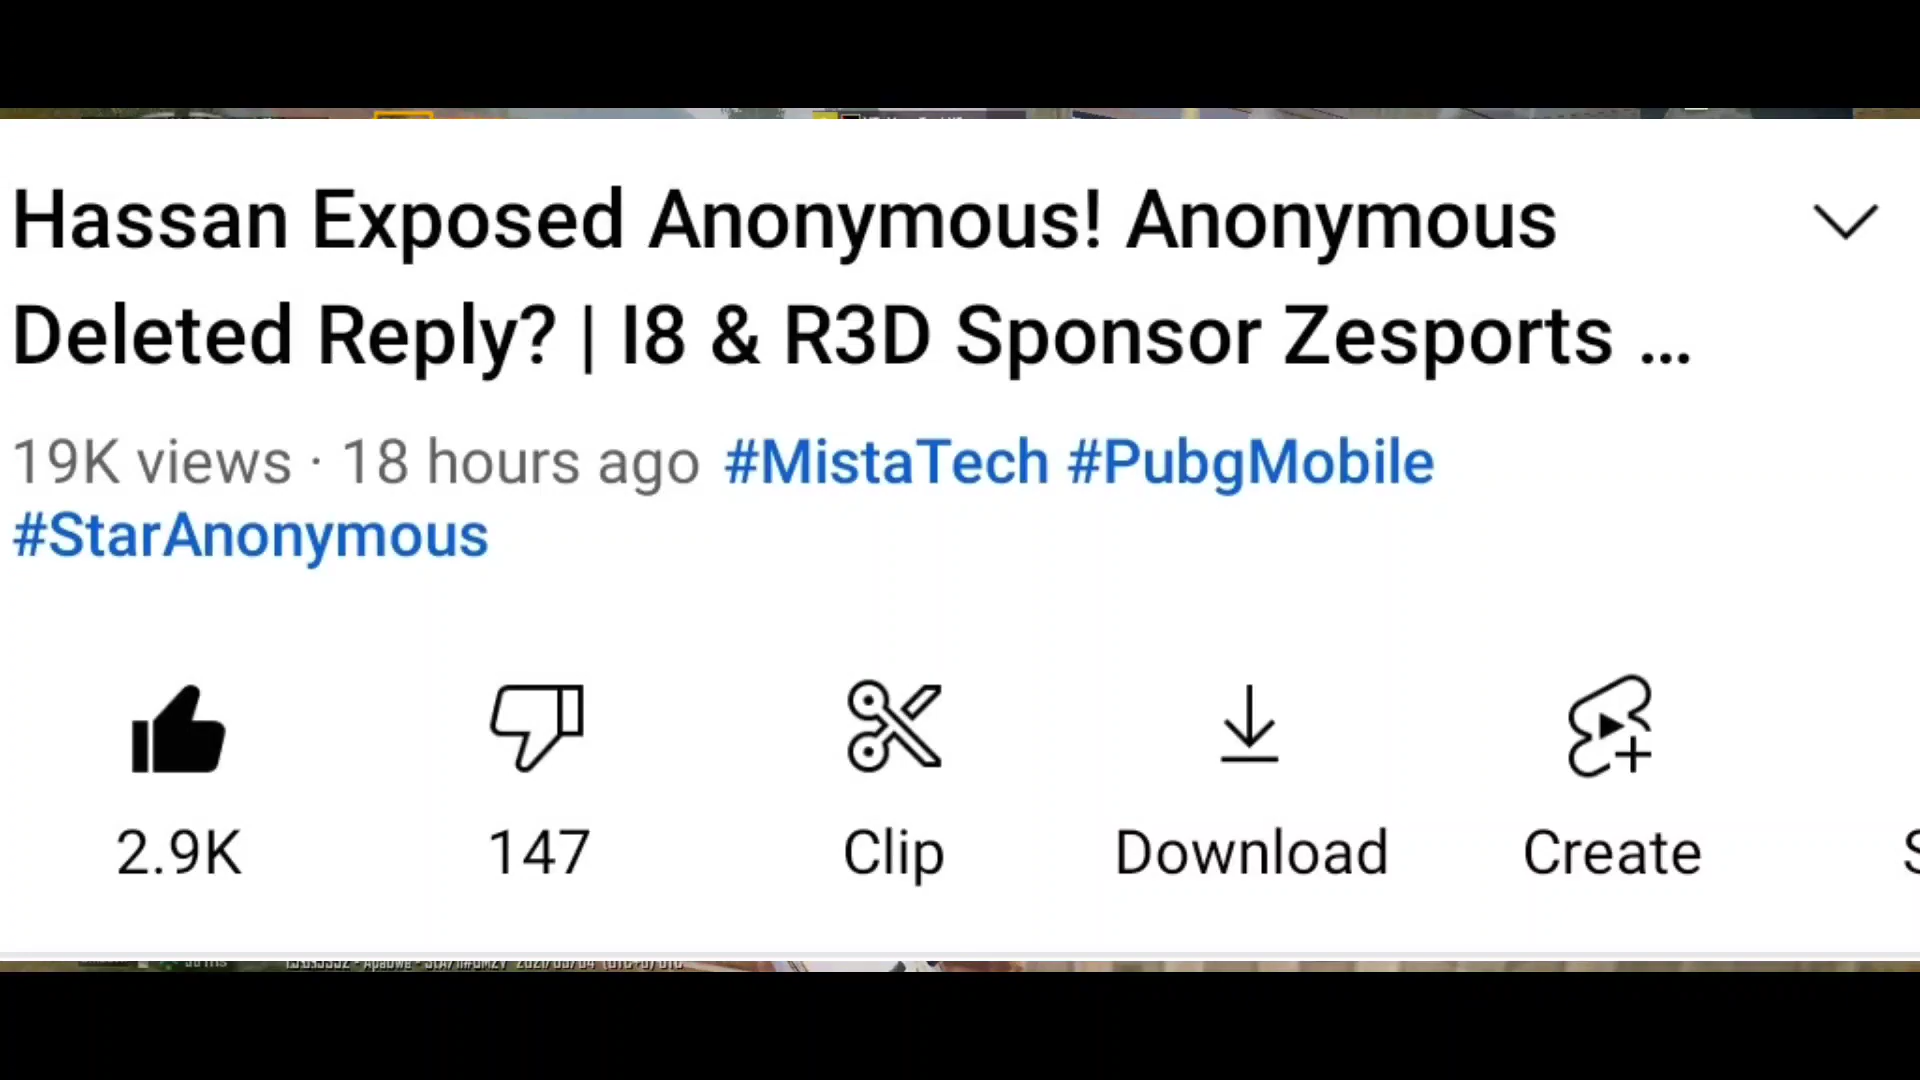 Hassan Exposed Anonymous! Anonymous
Deleted Reply? | I8 & R3D Sponsor Zesports ...
19K views · 18 hours ago #MistaTech #PubgMobile
#StarAnonymous
2.9K 147 Clip Download Create